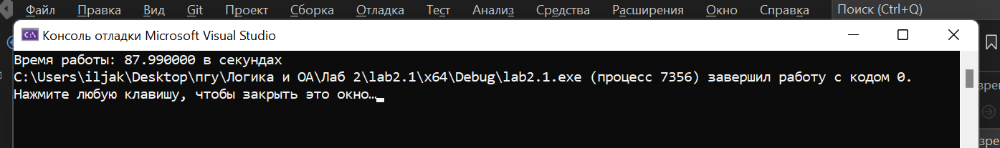 Файл Правка Вид Git Проект Сборка Отладка Тест Анализ Средства Расширения Окно Справка Поиск (Ctrl+Q)
C:\ Консоль отладки Microsoft Visual Studio
Время работы: 87.990000 в секундах
C:\Users\iljak\Desktop\пгу\Логика и ОА\Лаб 2\lab2.1\x64\Debug\lab2.1.exe (процесс 7356) завершил работу с кодом 0.
Нажмите любую клавишу, чтобы закрыть это окно…